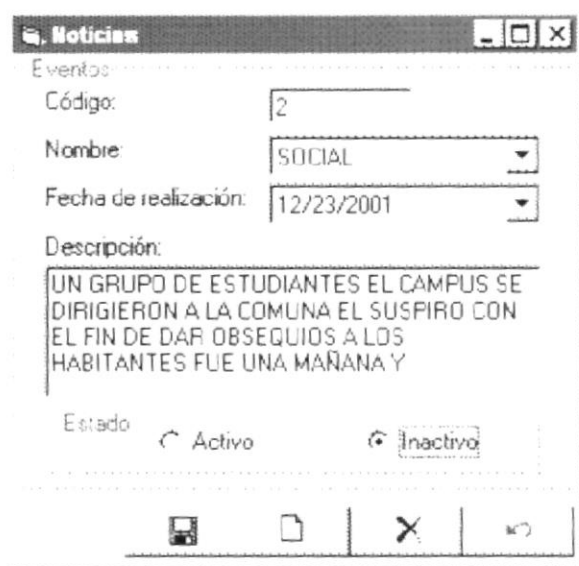 Noticias
Eventos
Código: 2
Nombre: SOCIAL
Fecha de realización: 12/23/2001
Descripción:
UN GRUPO DE ESTUDIANTES EL CAMPUS SE
DIRIGIERON A LA COMUNA EL SUSPIRO CON
EL FIN DE DAR OBSEQUIOS A LOS
HABITANTES FUE UNA MAÑANA Y
Estado
Activo Inactivo